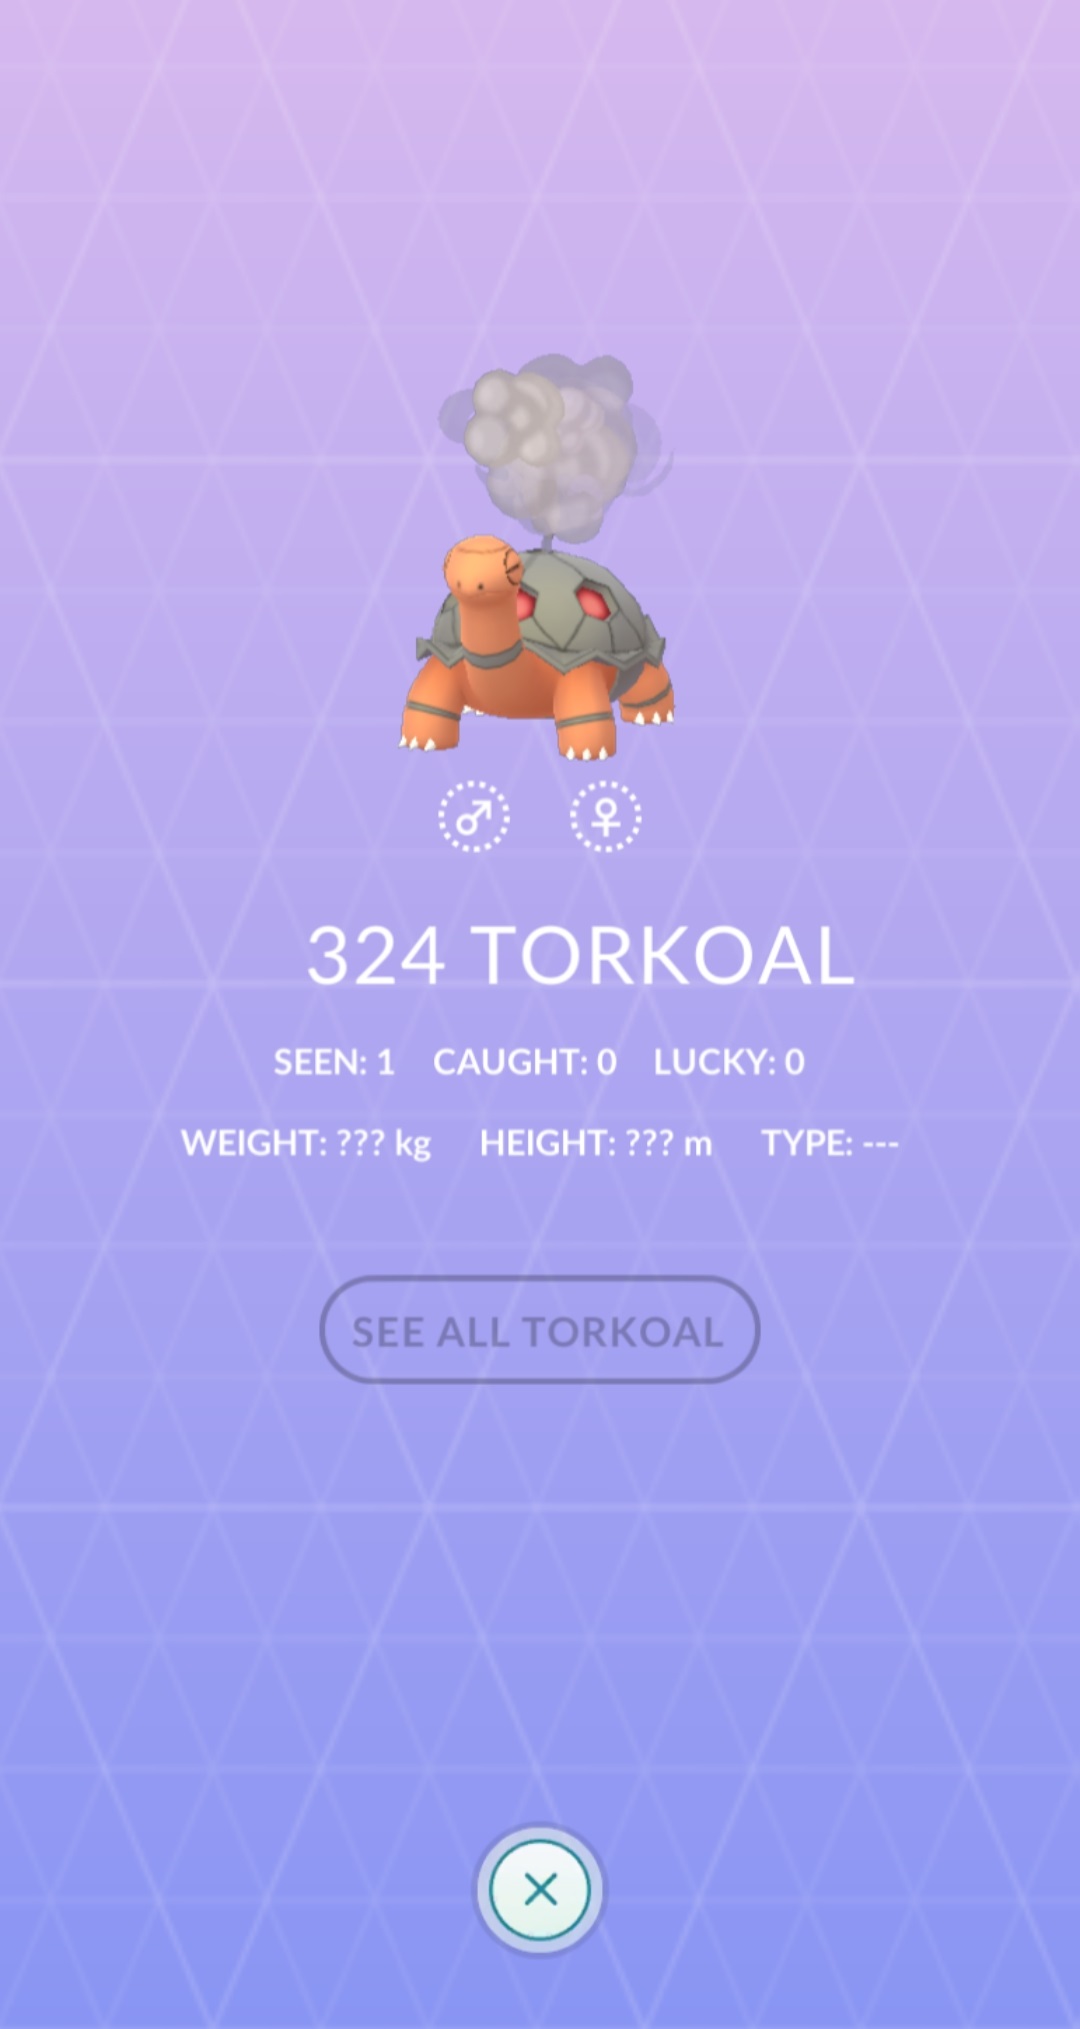 324 TORKOAL
SEEN: 1 CAUGHT: 0 LUCKY: 0
WEIGHT: ??? kg HEIGHT: ??? m TYPE: ---
SEE ALL TORKOAL